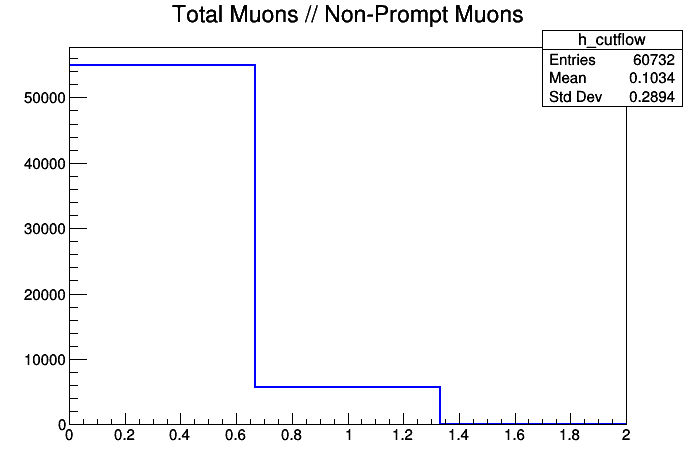 Total Muons // Non-Prompt Muons
h_cutflow
Entries 60732
Mean 0.1034
Std Dev 0.2894
50000
40000
30000
20000
10000
0
0 0.2 0.4 0.6 0.8 1 1.2 1.4 1.6 1.8 2